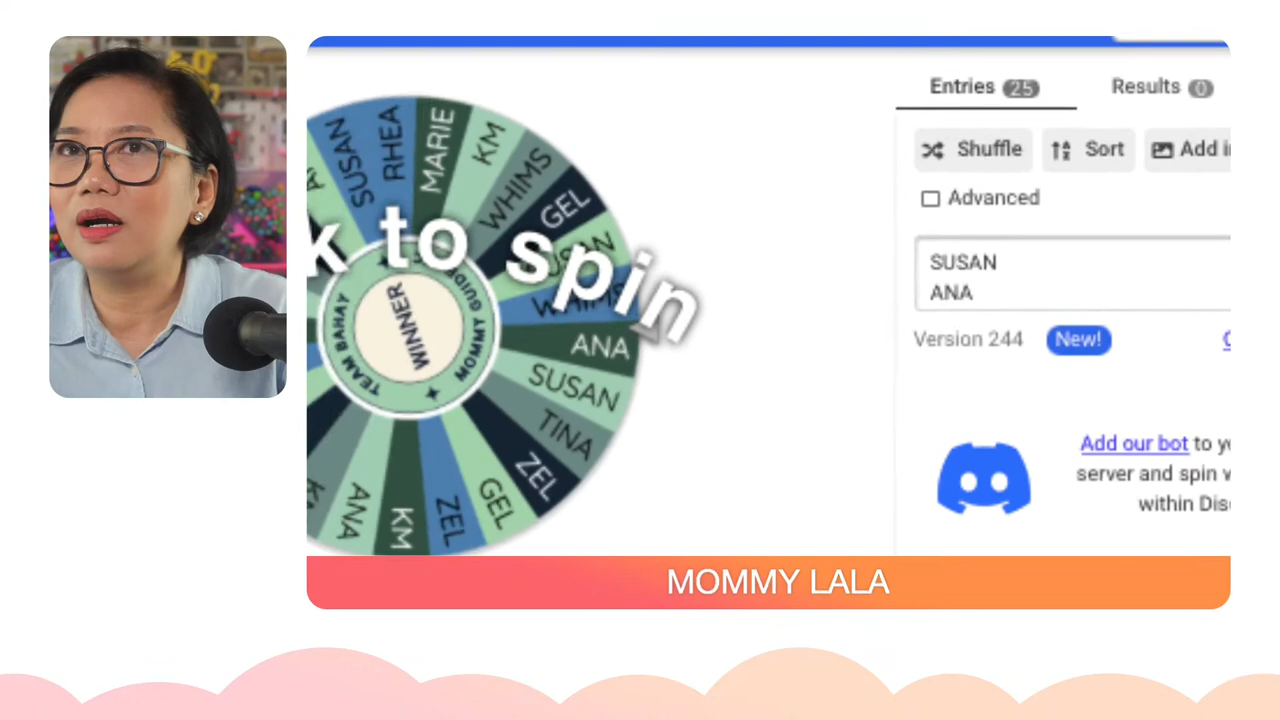 Entries 25
Results 0
Shuffle
Sort
Add i
Advanced
SUSAN
ANA
Version 244
New!
Add our bot to y
server and spin
within Dis
k to spin
SUSAN
RHEA
MARIE
KM
WHIMS
GEL
SUSAN
WHIMS
ANA
SUSAN
TINA
ZEL
GEL
ZEL
KM
ANA
WINNER
TEAM BAHAY
MOMMY GUIDE
MOMMY LALA